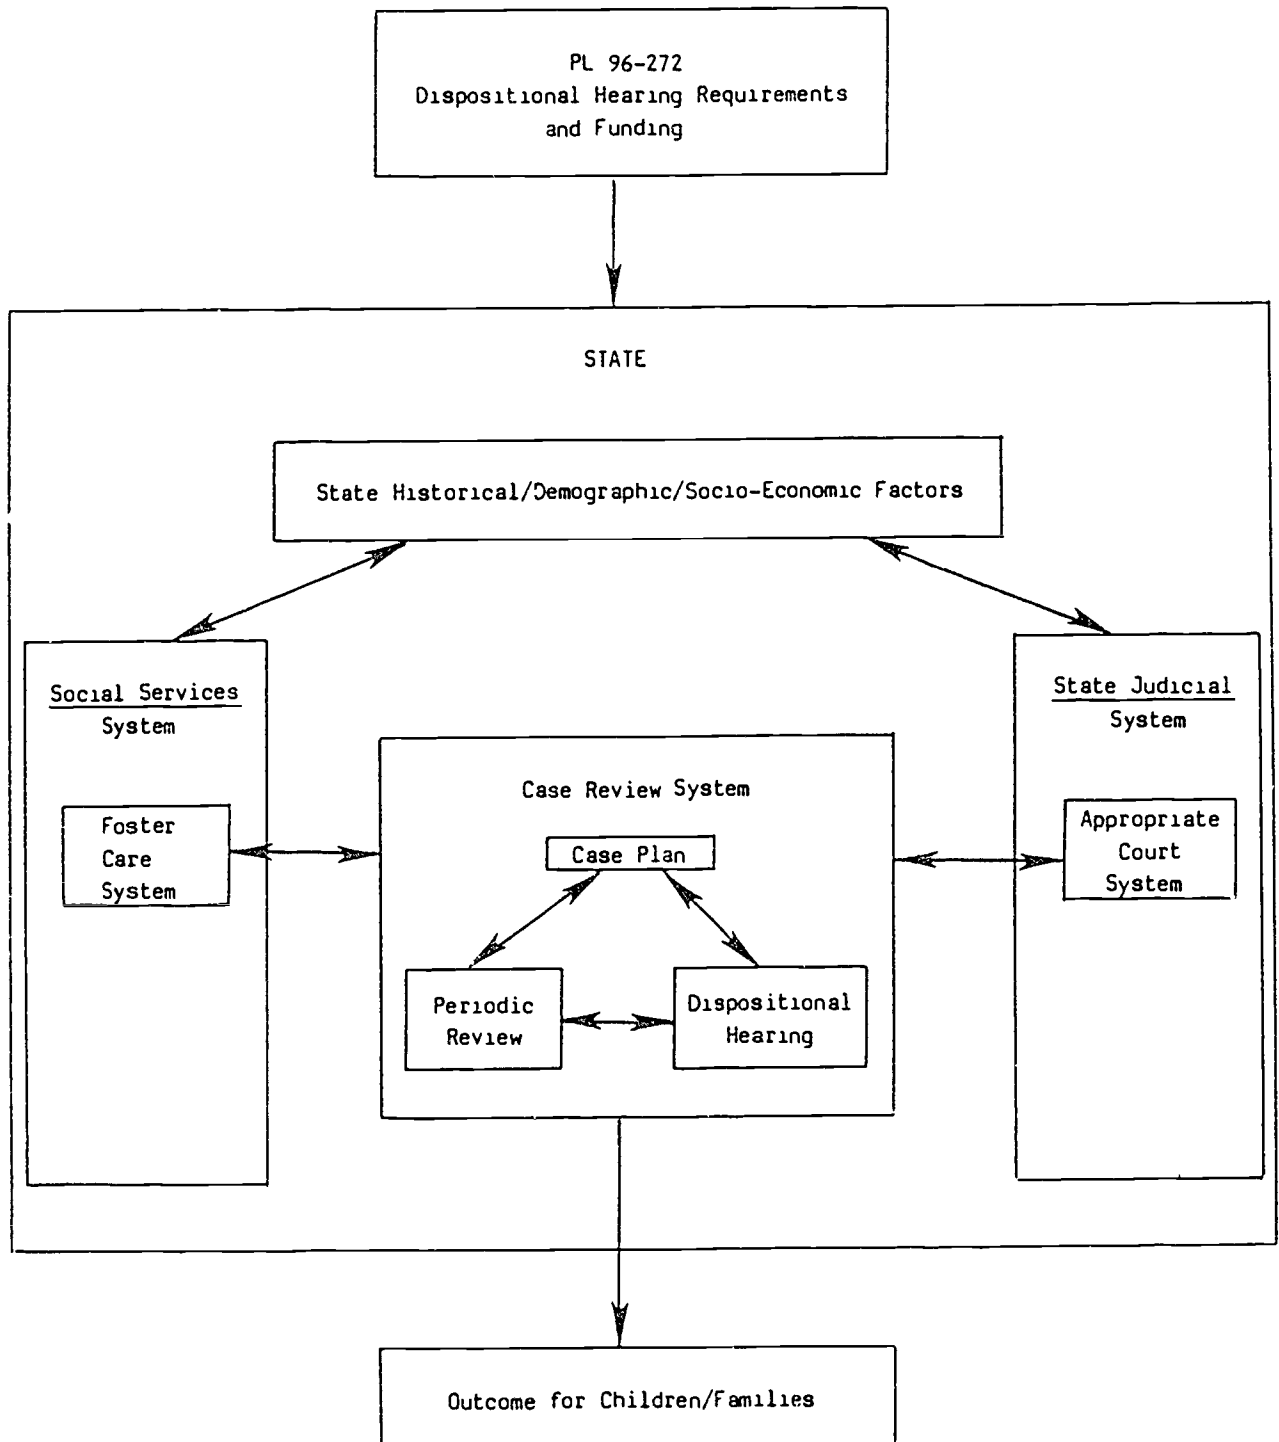 PL 96-272
Dispositional Hearing Requirements
and Funding
STATE
State Historical/Demographic/Socio-Economic Factors
Social Services
System
State Judicial
System
Case Review System
Foster
Care
System
Case Plan
Appropriate
Court
System
Periodic
Review
Dispositional
Hearing
Outcome for Children/Families